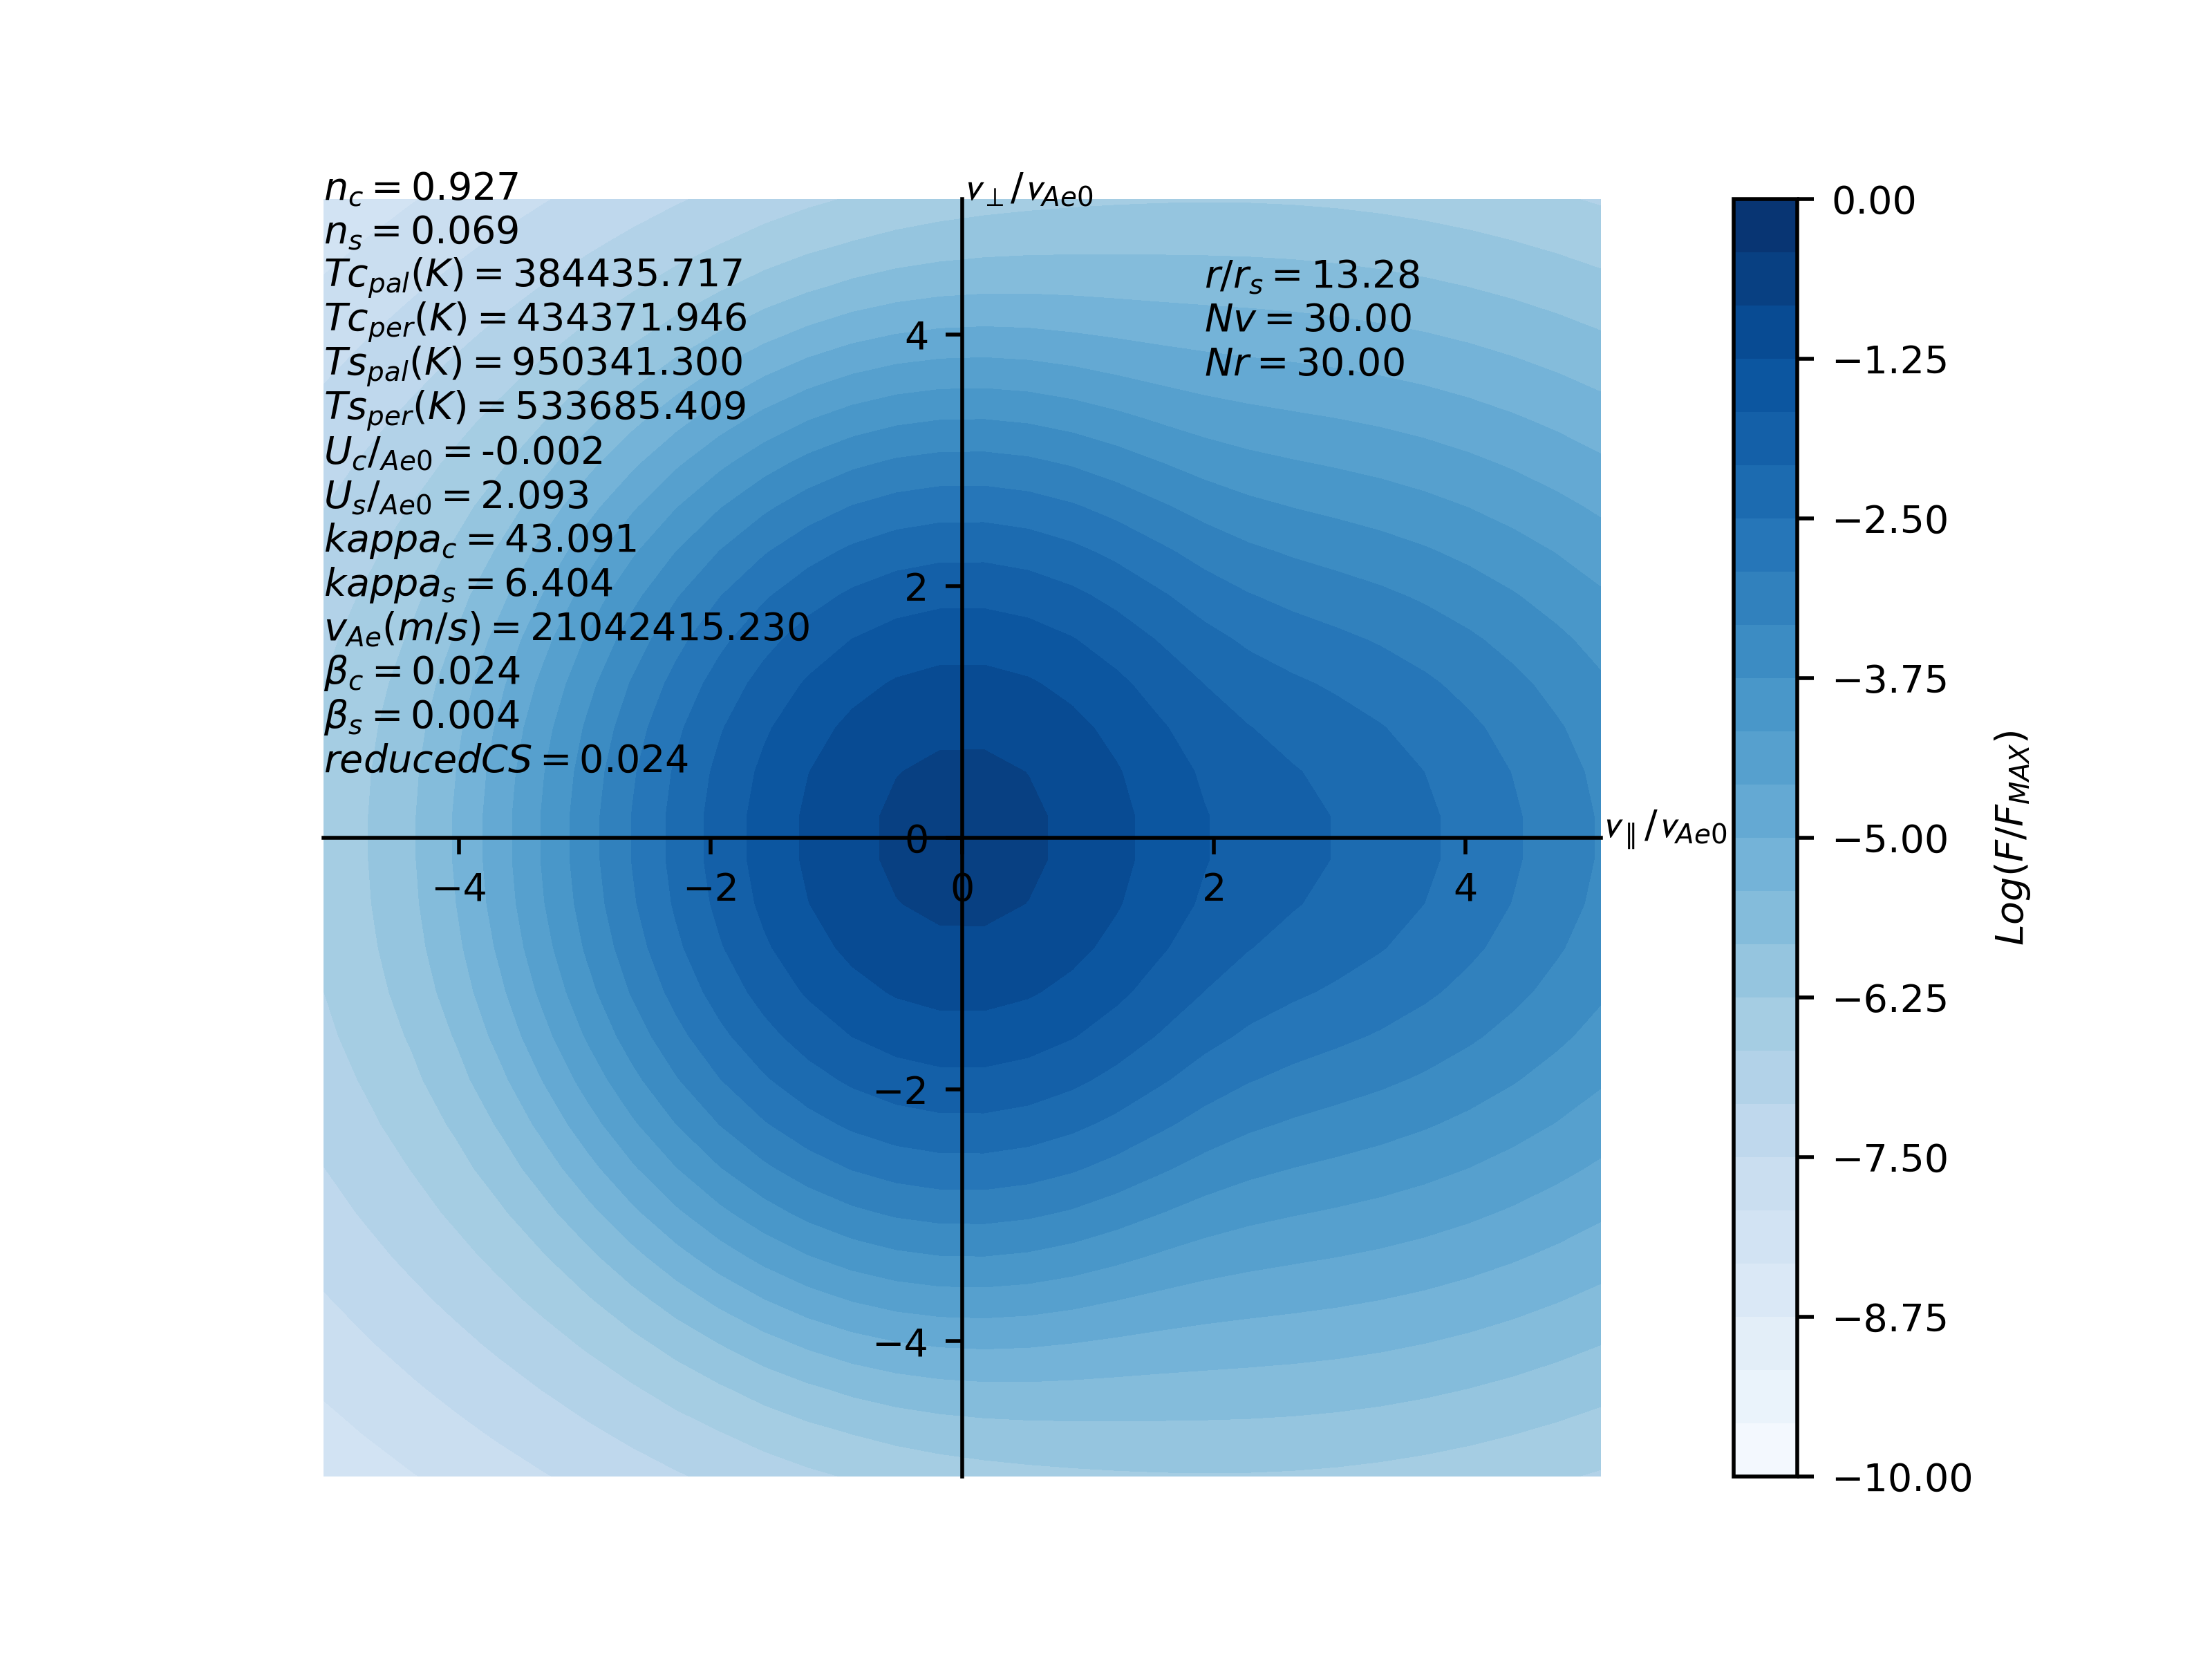 n_c = 0.927
n_s = 0.069
Tc_pal(K) = 384435.717
Tc_per(K) = 434371.946
Ts_pal(K) = 950341.300
Ts_per(K) = 533685.409
U_c/_Ae0 = -0.002
U_s/_Ae0 = 2.093
kappa_c = 43.091
kappa_s = 6.404
v_Ae(m/s) = 21042415.230
β_c = 0.024
β_s = 0.004
reducedCS = 0.024
v_⊥/v_Ae0
r/r_s = 13.28
Nv = 30.00
Nr = 30.00
4
2
0
−2
−4
−4
−2
0
2
4
v_∥/v_Ae0
0.00
−1.25
−2.50
−3.75
−5.00
−6.25
−7.50
−8.75
−10.00
Log(F/F_MAX)